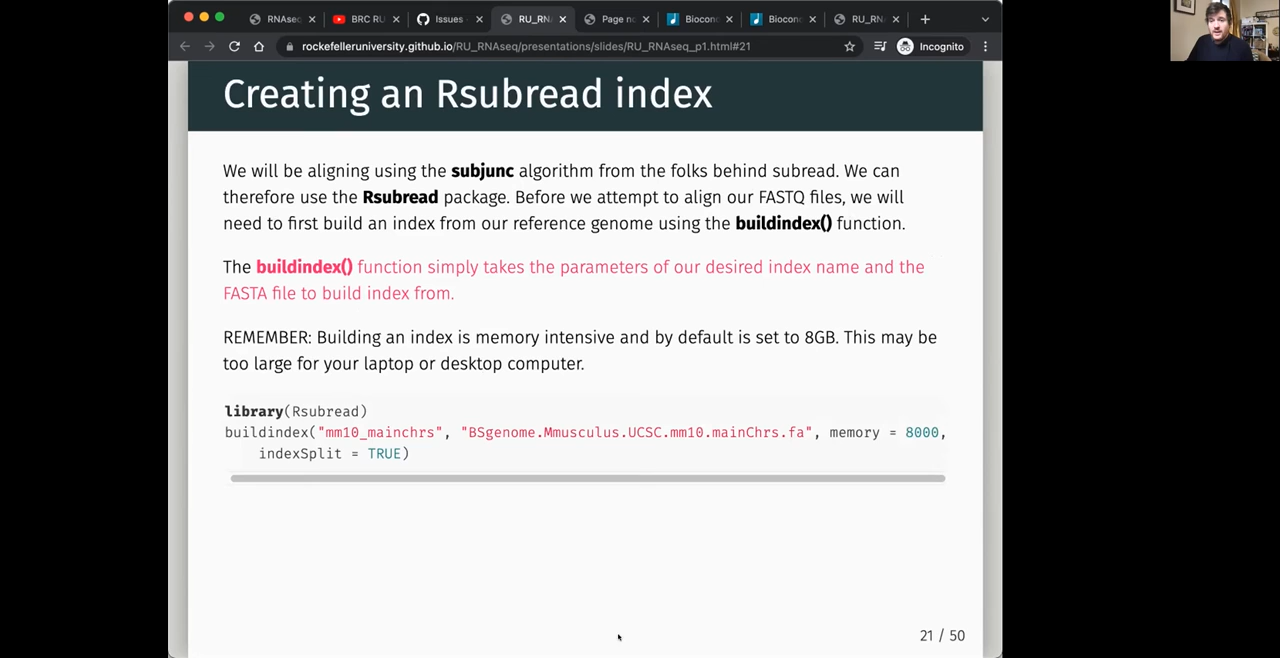 RNAseq
BRC RU
Issues
RU_RN/
Page no
Biocon
Biocon
RU_RN
rockefelleruniversity.github.io/RU_RNAseq/presentations/slides/RU_RNAseq_p1.html#21
Incognito
Creating an Rsubread index
We will be aligning using the subjunc algorithm from the folks behind subread. We can
therefore use the Rsubread package. Before we attempt to align our FASTQ files, we will
need to first build an index from our reference genome using the buildindex() function.
The buildindex() function simply takes the parameters of our desired index name and the
FASTA file to build index from.
REMEMBER: Building an index is memory intensive and by default is set to 8GB. This may be
too large for your laptop or desktop computer.
library(Rsubread)
buildindex("mm10_mainchrs", "BSgenome.Mmusculus.UCSC.mm10.mainChrs.fa", memory = 8000,
indexSplit = TRUE)
21 / 50